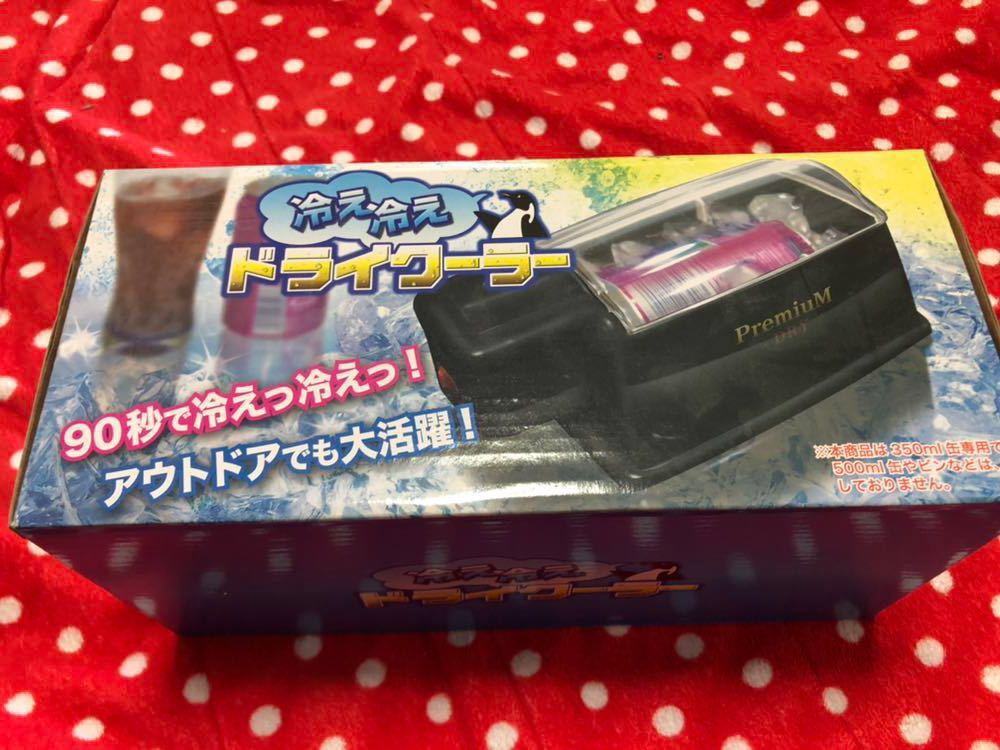 冷え冷え
ドライクーラー
PremiuM
DRY
90秒で冷えっ冷えっ！
アウトドアでも大活躍！
※本商品は350ml缶専用で
500ml缶やビンなどは、
しておりません。
冷え冷え
ドライクーラー